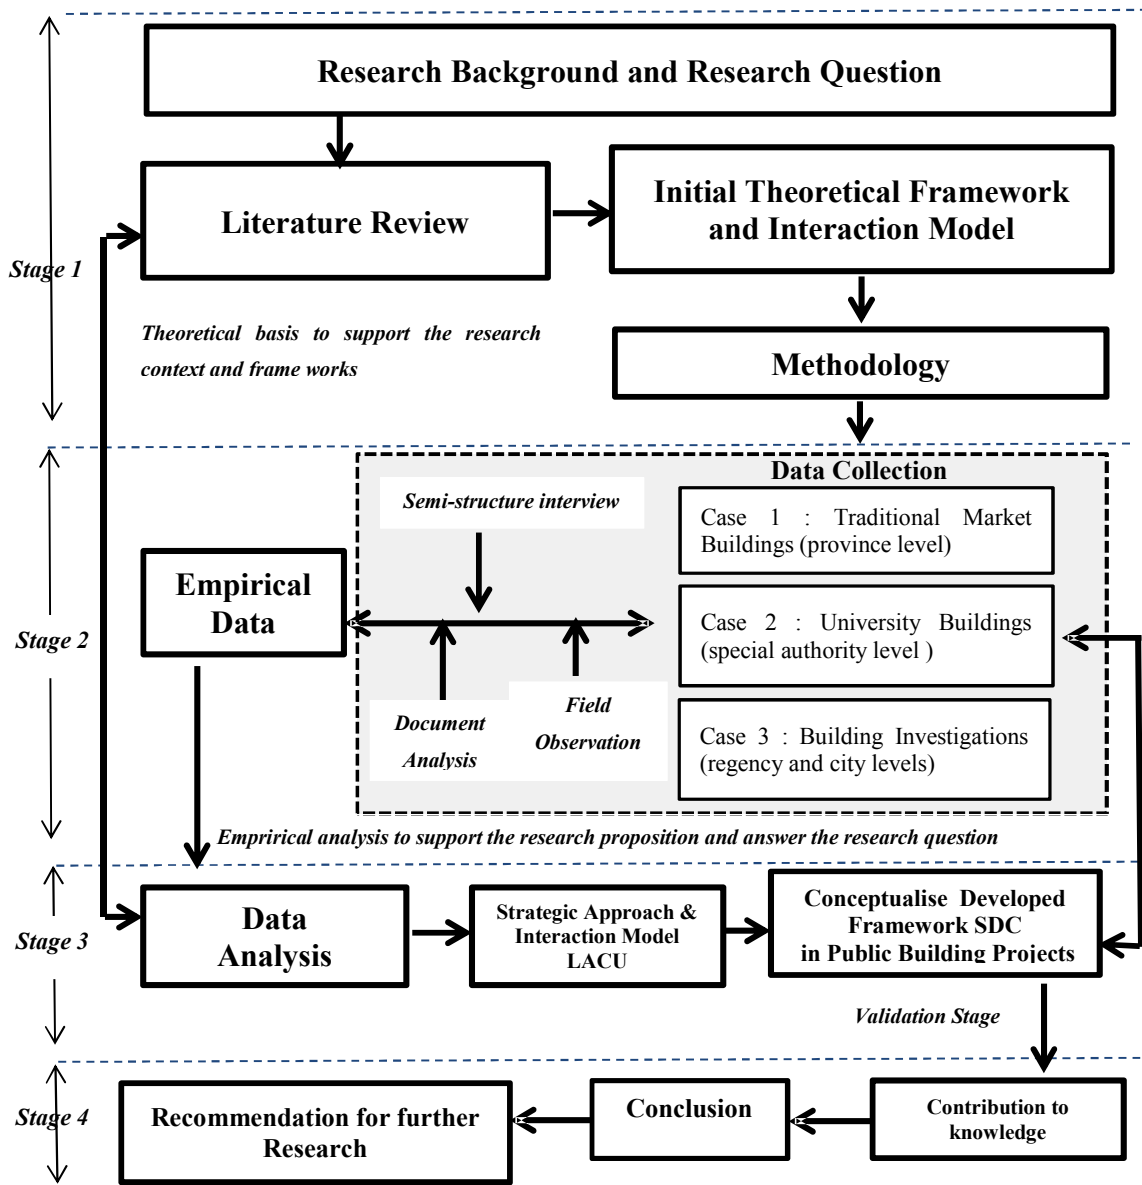 Research Background and Research Question
Literature Review
Initial Theoretical Framework
and Interaction Model
Stage 1
Theoretical basis to support the research
context and frame works
Methodology
Data Collection
Semi-structure interview
Case 1 : Traditional Market
Buildings (province level)
Empirical
Data
Stage 2
Case 2 : University Buildings
(special authority level )
Document
Analysis
Field
Observation
Case 3 : Building Investigations
(regency and city levels)
Emprirical analysis to support the research proposition and answer the research question
Stage 3
Data
Analysis
Strategic Approach &
Interaction Model
LACU
Conceptualise Developed
Framework SDC
in Public Building Projects
Validation Stage
Stage 4
Recommendation for further
Research
Conclusion
Contribution to
knowledge